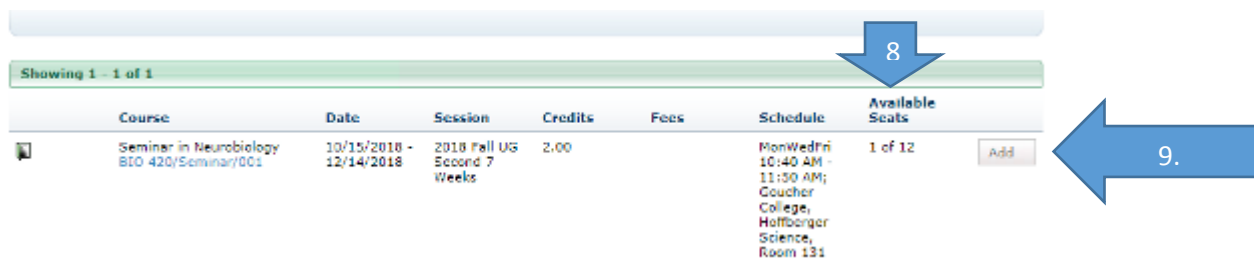 8
Showing 1 - 1 of 1
Course Date Session Credits Fees Schedule Available Seats
Seminar in Neurobiology 10/15/2018 - 2018 Fall UG 2.00 MonWedFri 1 of 12 Add 9.
BIO 420/Seminar/001 12/14/2018 Second 7 10:40 AM -
Weeks 11:50 AM;
Goucher
College,
Hoffberger
Science,
Room 131